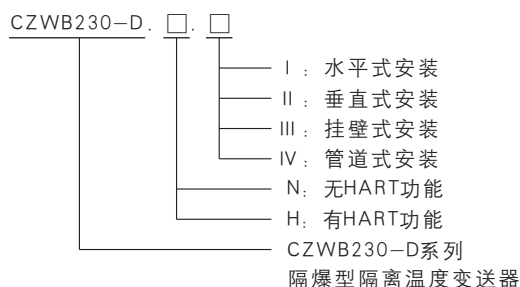 CZWB230-D.□.□
I：水平式安装
II：垂直式安装
III：挂壁式安装
IV：管道式安装
N：无HART功能
H：有HART功能
CZWB230-D系列
隔爆型隔离温度变送器